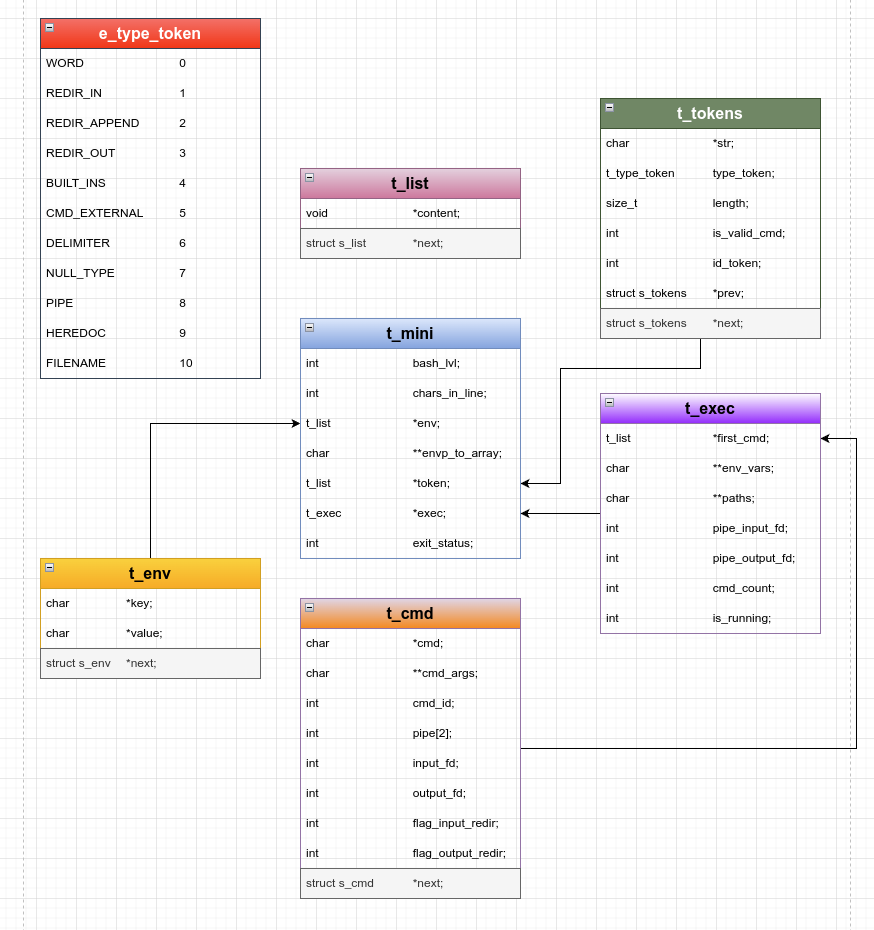 e_type_token
WORD 0
REDIR_IN 1
REDIR_APPEND 2
REDIR_OUT 3
BUILT_INS 4
CMD_EXTERNAL 5
DELIMITER 6
NULL_TYPE 7
PIPE 8
HEREDOC 9
FILENAME 10
t_list
void *content;
struct s_list *next;
t_tokens
char *str;
t_type_token type_token;
size_t length;
int is_valid_cmd;
int id_token;
struct s_tokens *prev;
struct s_tokens *next;
t_mini
int bash_lvl;
int chars_in_line;
t_list *env;
char **envp_to_array;
t_list *token;
t_exec *exec;
int exit_status;
t_exec
t_list *first_cmd;
char **env_vars;
char **paths;
int pipe_input_fd;
int pipe_output_fd;
int cmd_count;
int is_running;
t_env
char *key;
char *value;
struct s_env *next;
t_cmd
char *cmd;
char **cmd_args;
int cmd_id;
int pipe[2];
int input_fd;
int output_fd;
int flag_input_redir;
int flag_output_redir;
struct s_cmd *next;